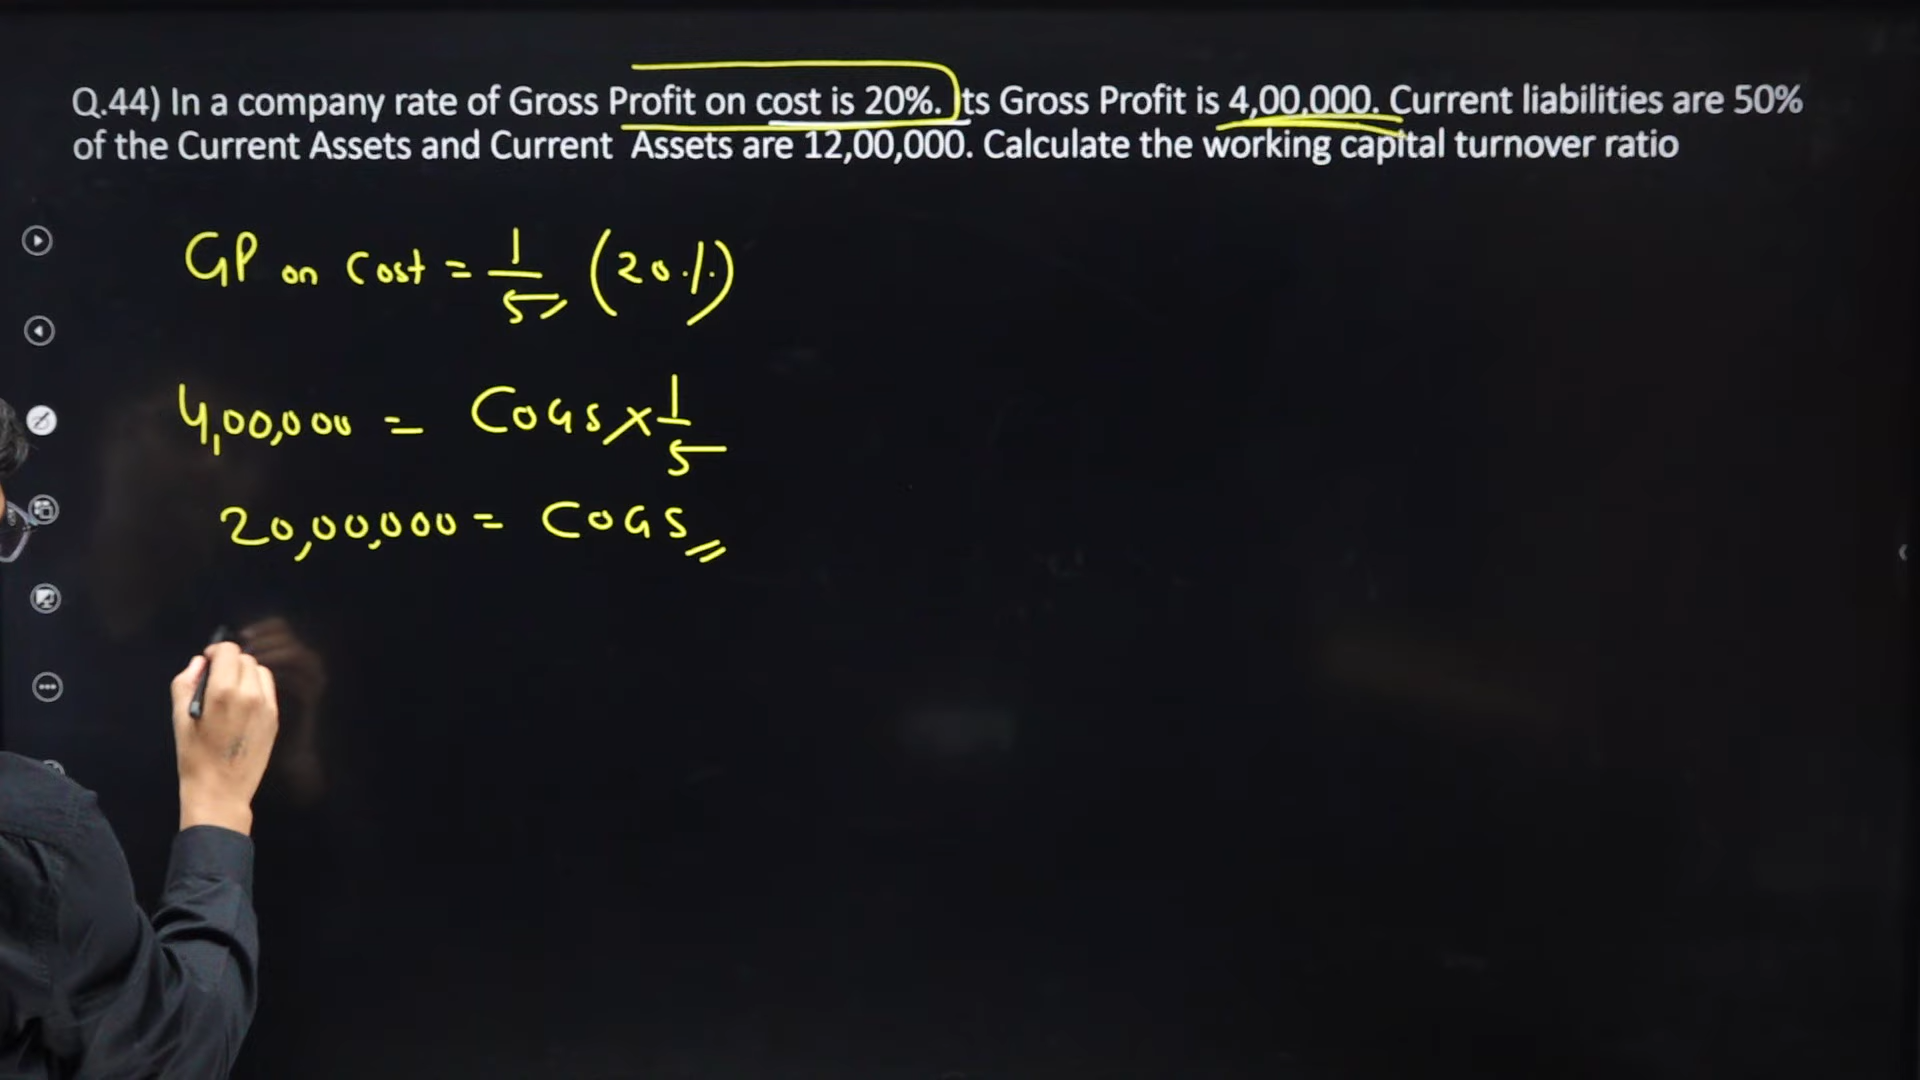 Q.44) In a company rate of Gross Profit on cost is 20%. Its Gross Profit is 4,00,000. Current liabilities are 50%
of the Current Assets and Current Assets are 12,00,000. Calculate the working capital turnover ratio
GP on Cost = 1/5 (20%)
4,00,000 = COGS × 1/5
20,00,000 = COGS